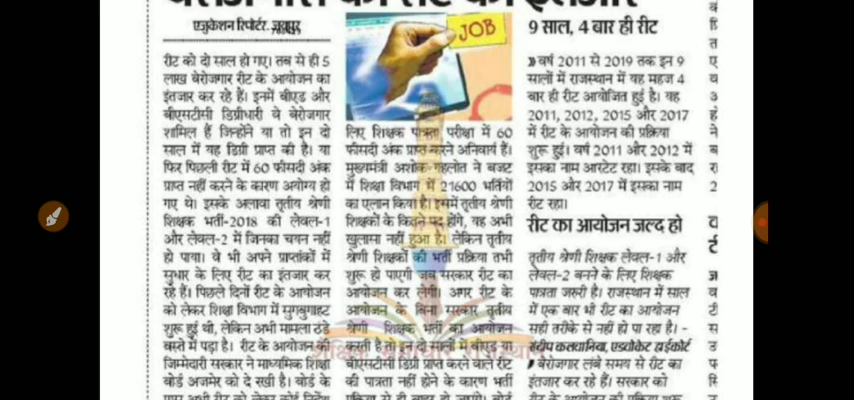 एजुकेशन रिपोर्टर. जयपुर
रीट को दो साल हो गए। तब से ही 5
लाख बेरोजगार रीट के आयोजन का
इंतजार कर रहे हैं। इनमें बीएड और
बीएसटीसी डिग्रीधारी वे बेरोजगार
शामिल हैं जिन्होंने या तो इन दो
साल में यह डिग्री प्राप्त की है। या
फिर पिछली रीट में 60 फीसदी अंक
प्राप्त नहीं करने के कारण अयोग्य हो
गए थे। इसके अलावा तृतीय श्रेणी
शिक्षक भर्ती-2018 की लेवल-1
और लेवल-2 में जिनका चयन नहीं
हो पाया। वे भी अपने प्राप्तांकों में
सुधार के लिए रीट का इंतजार कर
रहे हैं। पिछले दिनों रीट के आयोजन
को लेकर शिक्षा विभाग में सुगबुगाहट
शुरू हुई थी, लेकिन अभी मामला ठंडे
बस्ते में पड़ा है। रीट के आयोजन की
जिम्मेदारी सरकार ने माध्यमिक शिक्षा
बोर्ड अजमेर को दे रखी है। बोर्ड के
JOB
लिए शिक्षक पात्रता परीक्षा में 60
फीसदी अंक प्राप्त करने अनिवार्य हैं।
मुख्यमंत्री अशोक गहलोत ने बजट
में शिक्षा विभाग में 21600 भर्तियों
का एलान किया है। इसमें तृतीय श्रेणी
शिक्षकों के कितने पद होंगे, यह अभी
खुलासा नहीं हुआ है। लेकिन तृतीय
श्रेणी शिक्षकों की भर्ती प्रक्रिया तभी
शुरू हो पाएगी जब सरकार रीट का
आयोजन कर लेगी। अगर रीट के
आयोजन के बिना सरकार तृतीय
श्रेणी शिक्षक भर्ती का आयोजन
करती है तो इन दो सालों में बीएड या
बीएसटीसी डिग्री प्राप्त करने वाले रीट
की पात्रता नहीं होने के कारण भर्ती
9 साल, 4 बार ही रीट
» वर्ष 2011 से 2019 तक इन 9
सालों में राजस्थान में यह महज 4
बार ही रीट आयोजित हुई है। यह
2011, 2012, 2015 और 2017
में रीट के आयोजन की प्रक्रिया
शुरू हुई। वर्ष 2011 और 2012 में
इसका नाम आरटेट रहा। इसके बाद
2015 और 2017 में इसका नाम
रीट रहा।
रीट का आयोजन जल्द हो
तृतीय श्रेणी शिक्षक लेवल-1 और
लेवल-2 बनने के लिए शिक्षक
पात्रता जरुरी है। राजस्थान में साल
में एक बार भी रीट का आयोजन
सही तरीके से नहीं हो पा रहा है। -
संदीप कलवानिया, एडवोकेट हाईकोर्ट
» बेरोजगार लंबे समय से रीट का
इंतजार कर रहे हैं। सरकार को